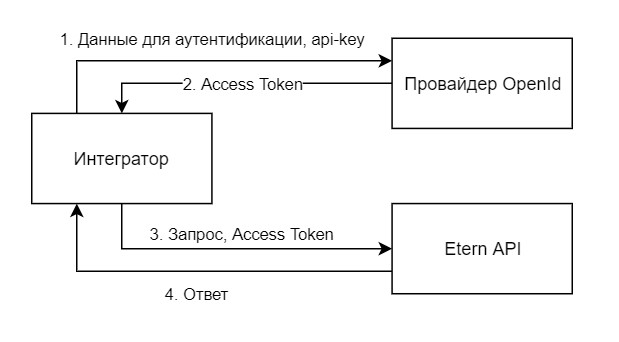 1. Данные для аутентификации, api-key
2. Access Token
Провайдер OpenId
Интегратор
3. Запрос, Access Token
Etern API
4. Ответ